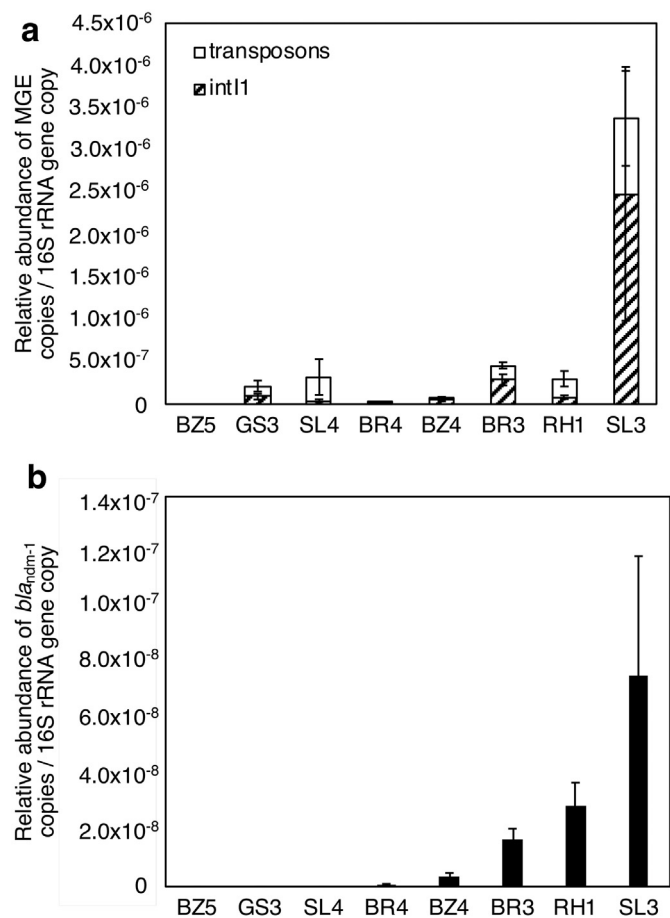 a
Relative abundance of MGE
copies / 16S rRNA gene copy
4.5x10⁻⁶
4.0x10⁻⁶
3.5x10⁻⁶
3.0x10⁻⁶
2.5x10⁻⁶
2.0x10⁻⁶
1.5x10⁻⁶
1.0x10⁻⁶
5.0x10⁻⁷
0
transposons
intI1
BZ5 GS3 SL4 BR4 BZ4 BR3 RH1 SL3
b
Relative abundance of bla_ndm-1
copies / 16S rRNA gene copy
1.4x10⁻⁷
1.2x10⁻⁷
1.0x10⁻⁷
8.0x10⁻⁸
6.0x10⁻⁸
4.0x10⁻⁸
2.0x10⁻⁸
0
BZ5 GS3 SL4 BR4 BZ4 BR3 RH1 SL3